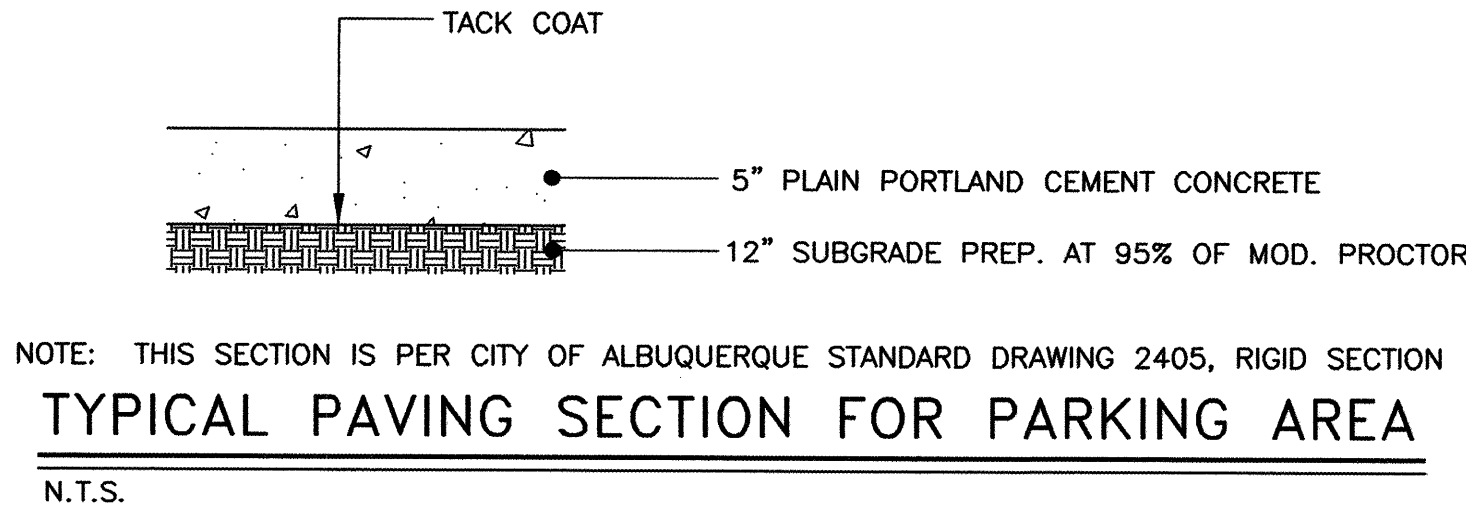 TACK COAT
5" PLAIN PORTLAND CEMENT CONCRETE
12" SUBGRADE PREP. AT 95% OF MOD. PROCTOR
NOTE: THIS SECTION IS PER CITY OF ALBUQUERQUE STANDARD DRAWING 2405, RIGID SECTION
TYPICAL PAVING SECTION FOR PARKING AREA
N.T.S.